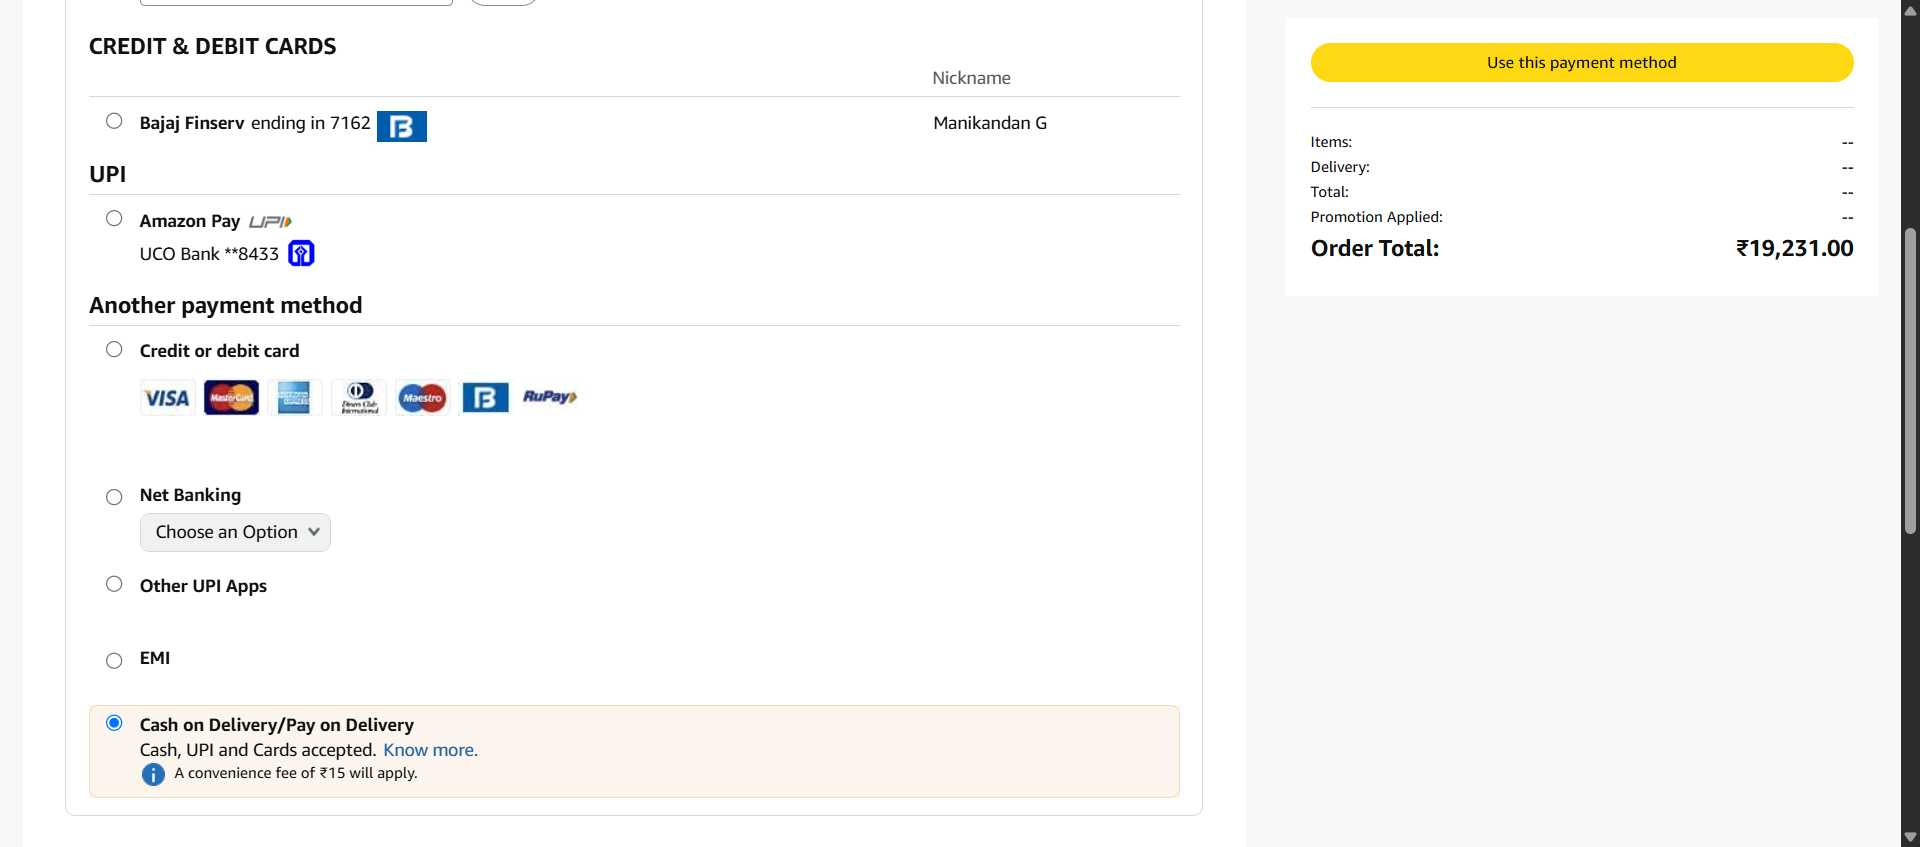 CREDIT & DEBIT CARDS
Nickname
Bajaj Finserv ending in 7162 B
Manikandan G
UPI
Amazon Pay UPI
UCO Bank **8433
Another payment method
Credit or debit card
VISA MasterCard Diners Club International Maestro B RuPay
Net Banking
Choose an Option
Other UPI Apps
EMI
Cash on Delivery/Pay on Delivery
Cash, UPI and Cards accepted. Know more.
i A convenience fee of ₹15 will apply.
Use this payment method
Items: --
Delivery: --
Total: --
Promotion Applied: --
Order Total: ₹19,231.00